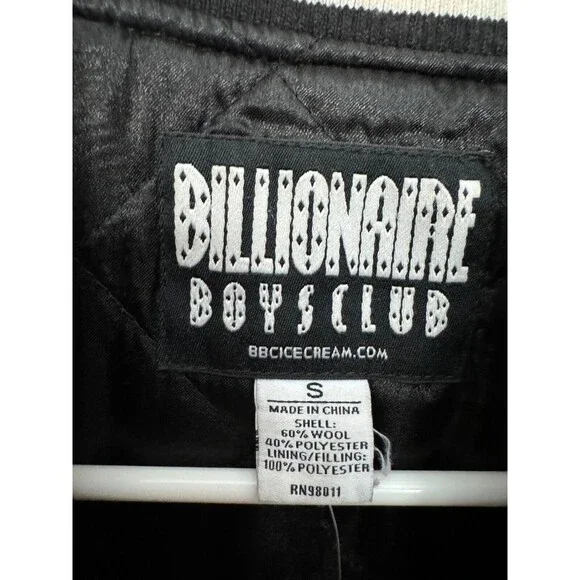 BILLIONAIRE
BOYS CLUB
BBCICECREAM.COM
S
MADE IN CHINA
SHELL:
60% WOOL
40% POLYESTER
LINING/FILLING:
100% POLYESTER
RN98011